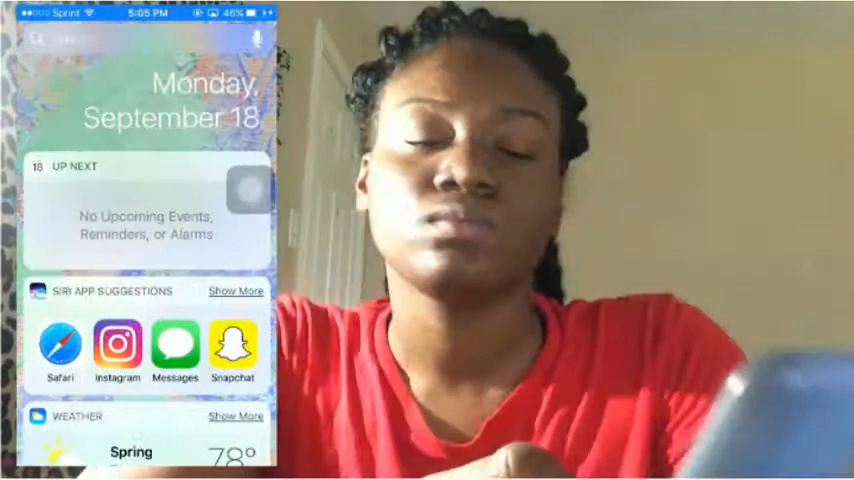 Sprint 5:05 PM 46%
Monday,
September 18
18 UP NEXT
No Upcoming Events,
Reminders, or Alarms
SIRI APP SUGGESTIONS Show More
Safari Instagram Messages Snapchat
WEATHER Show More
Spring 78°